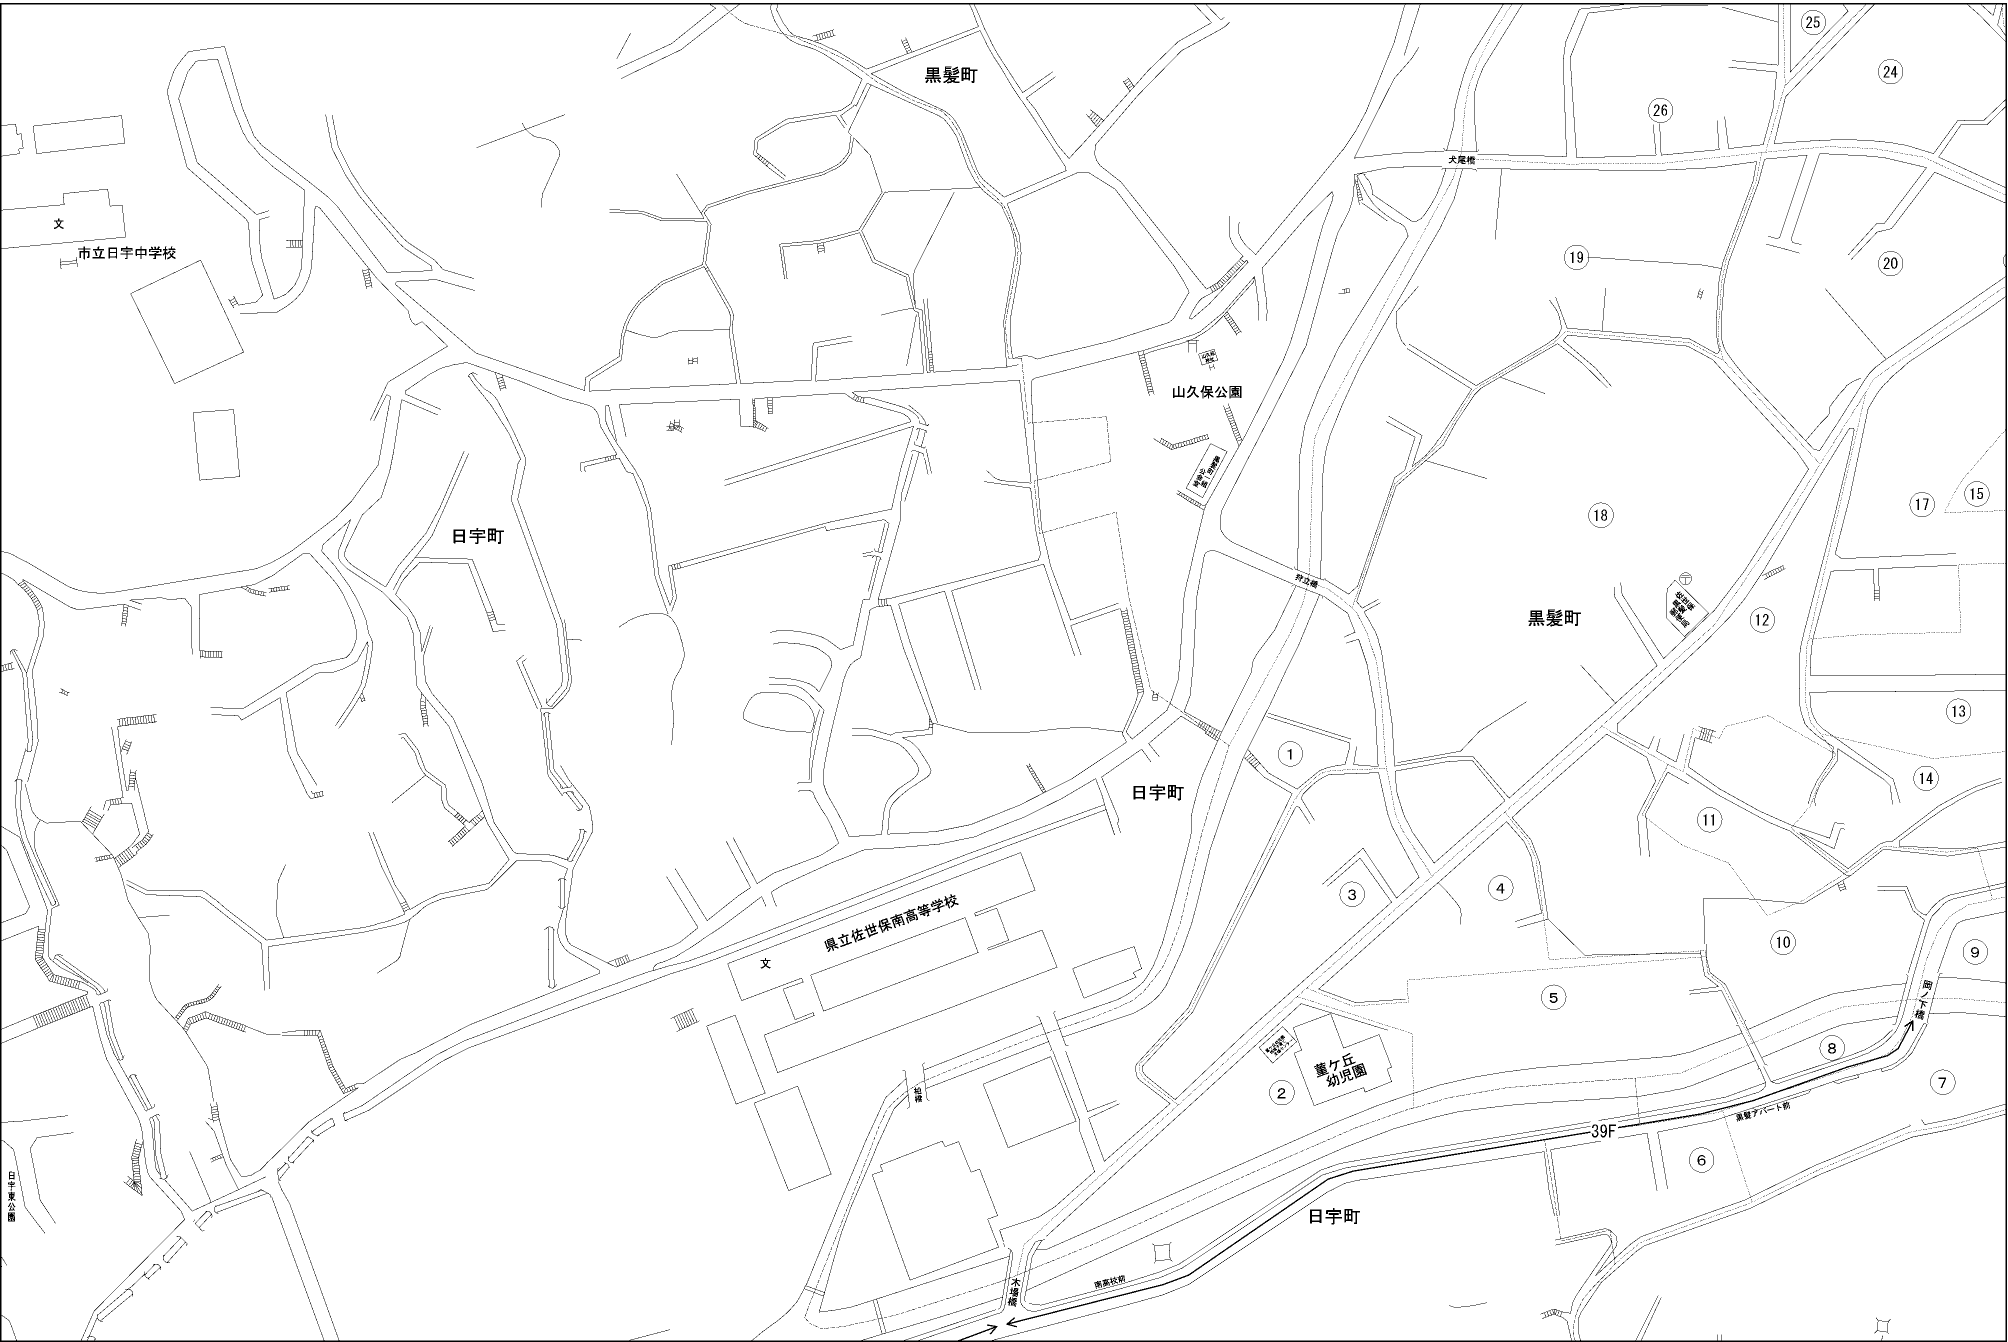 25
24
黒髪町
26
犬尾橋
文
市立日宇中学校
19
20
山久保公園
15
17
日宇町
18
12
黒髪町
13
1
14
日宇町
11
3
4
県立佐世保南高等学校
文
10
9
5
岡ノ下橋
8
菫ケ丘
幼児園
2
7
39F
黒髪アパート前
6
日宇東公園
日宇町
南高校前
木場橋